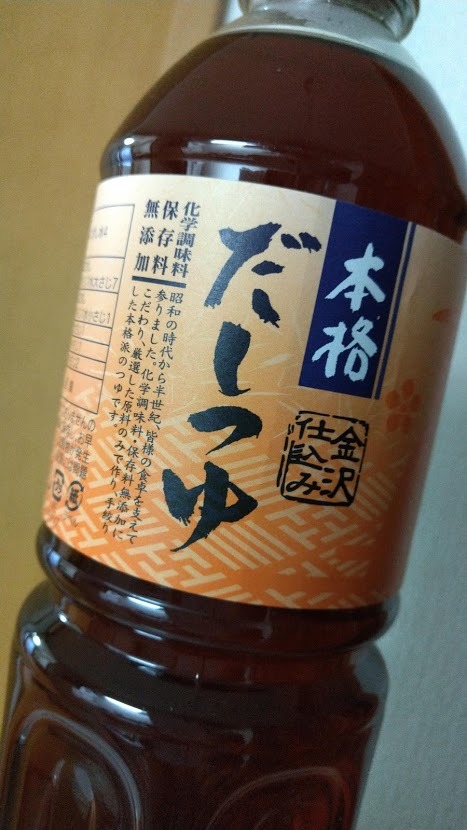 本格
金沢
仕込み
だしつゆ
化学調味料
保存料
無添加
昭和の時代から半世紀、皆様の食卓を支えて
参りました。化学調味料・保存料無添加に
こだわり、厳選した原料のみで作り、手絞り
した本格派のつゆです。